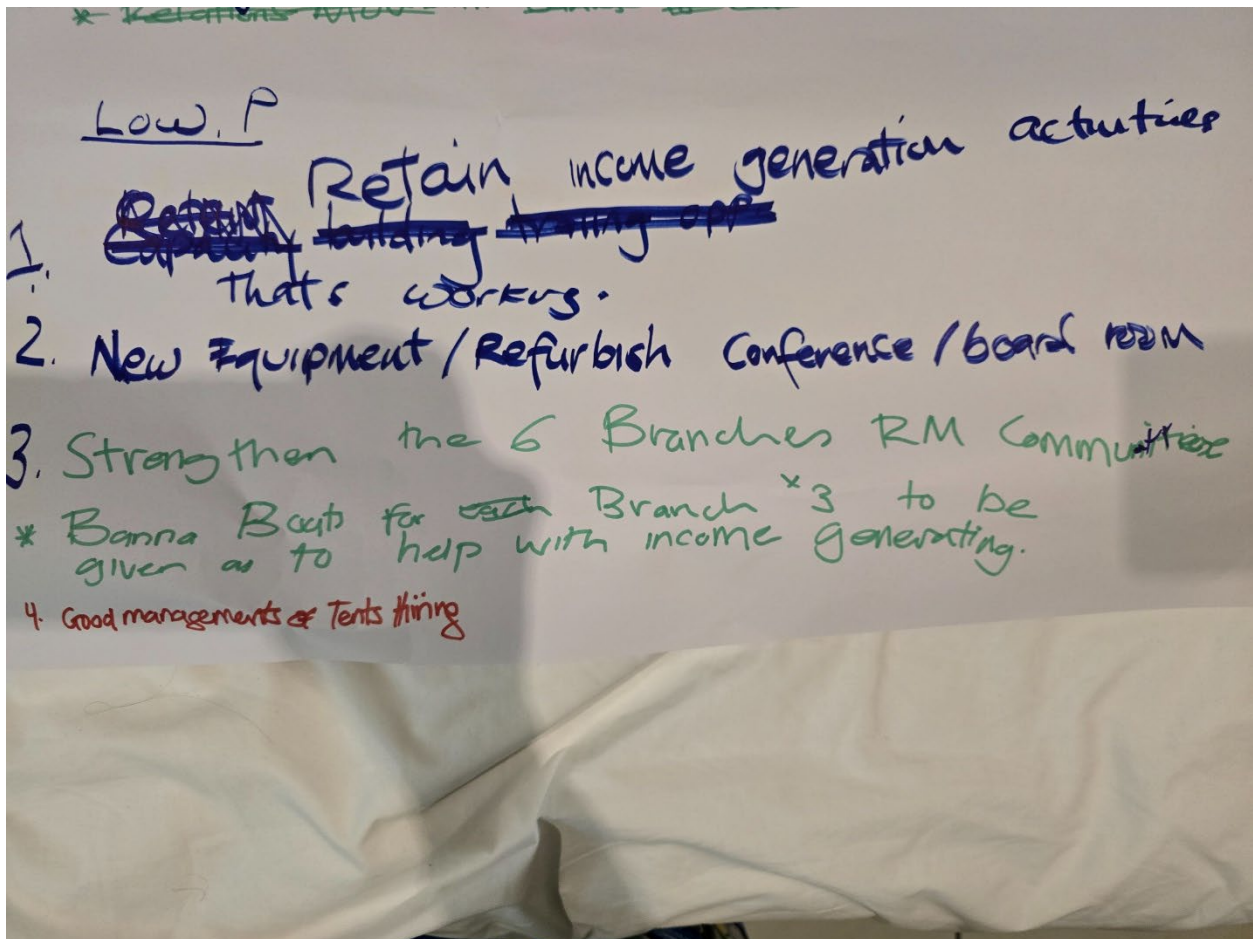 Low. P
1. Retain income generation activities
That's working.
2. New Equipment / Refurbish Conference / board room
3. Strengthen the 6 Branches RM Communities
* Banna Boats for Branch *3 to be
given as to help with income generating.
4. Good managements of Tents hiring